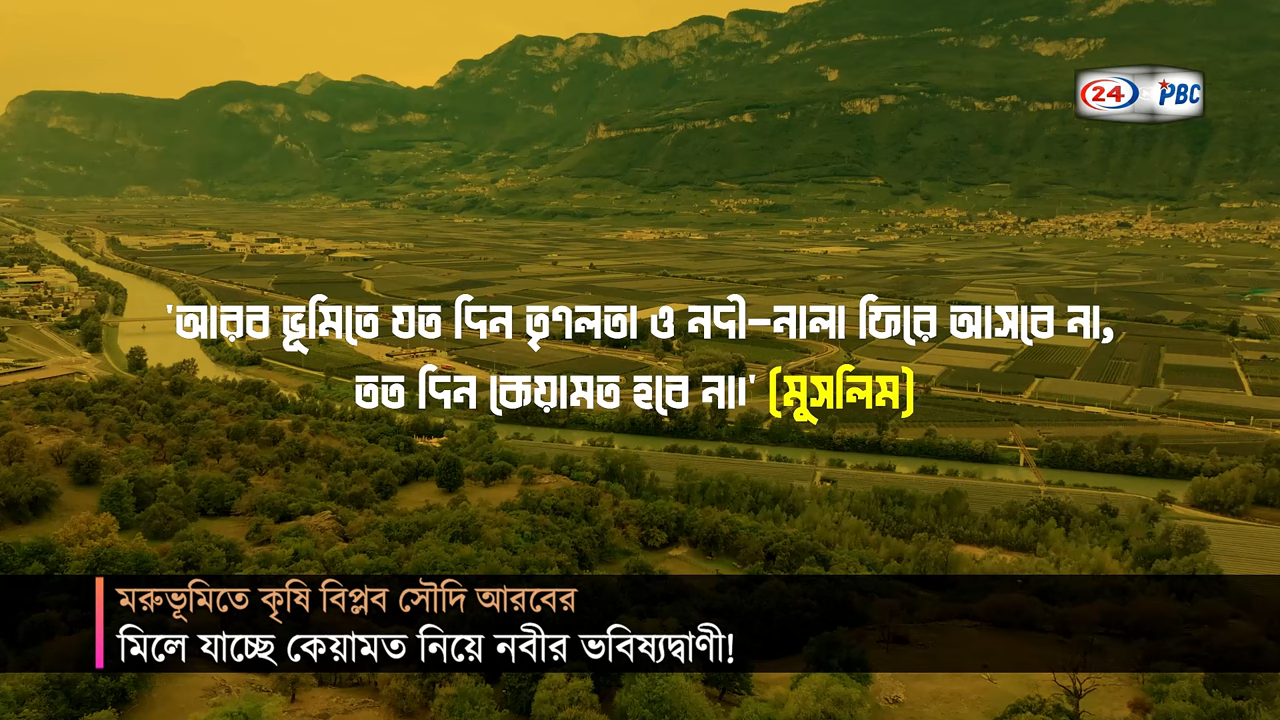 24 PBC
'আরব ভূমিতে যত দিন তৃণলতা ও নদী-নালা ফিরে আসবে না,
তত দিন কেয়ামত হবে না।' (মুসলিম)
মরুভূমিতে কৃষি বিপ্লব সৌদি আরবের
মিলে যাচ্ছে কেয়ামত নিয়ে নবীর ভবিষ্যদ্বাণী!